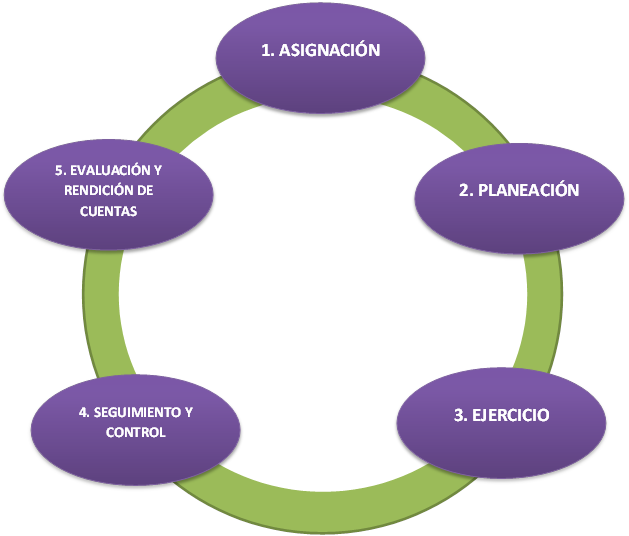 1. ASIGNACIÓN
2. PLANEACIÓN
3. EJERCICIO
4. SEGUIMIENTO Y
CONTROL
5. EVALUACIÓN Y
RENDICIÓN DE
CUENTAS